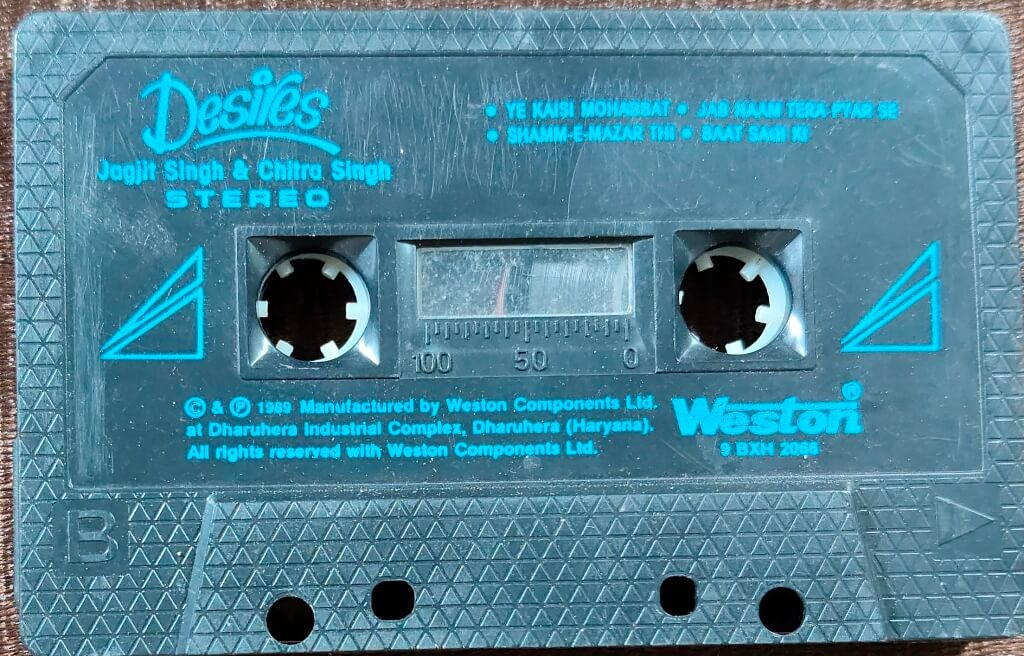 Desires
Jagjit Singh & Chitra Singh
STEREO
• YE KAISI MOHABBAT • JAB NAAM TERA PYAR SE
• SHAMM-E-MAZAR THI • BAAT SAQI KI
100 50 0
© & ℗ 1989 Manufactured by Weston Components Ltd.
at Dharuhera Industrial Complex, Dharuhera (Haryana).
All rights reserved with Weston Components Ltd.
Weston®
9 BXH
B